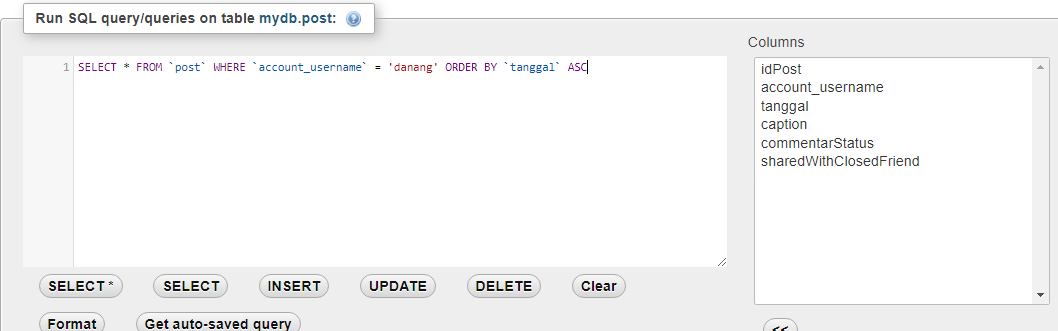 Run SQL query/queries on table mydb.post:
Columns
1 SELECT * FROM `post` WHERE `account_username` = 'danang' ORDER BY `tanggal` ASC
idPost
account_username
tanggal
caption
commentarStatus
sharedWithClosedFriend
SELECT * SELECT INSERT UPDATE DELETE Clear
Format Get auto-saved query <<